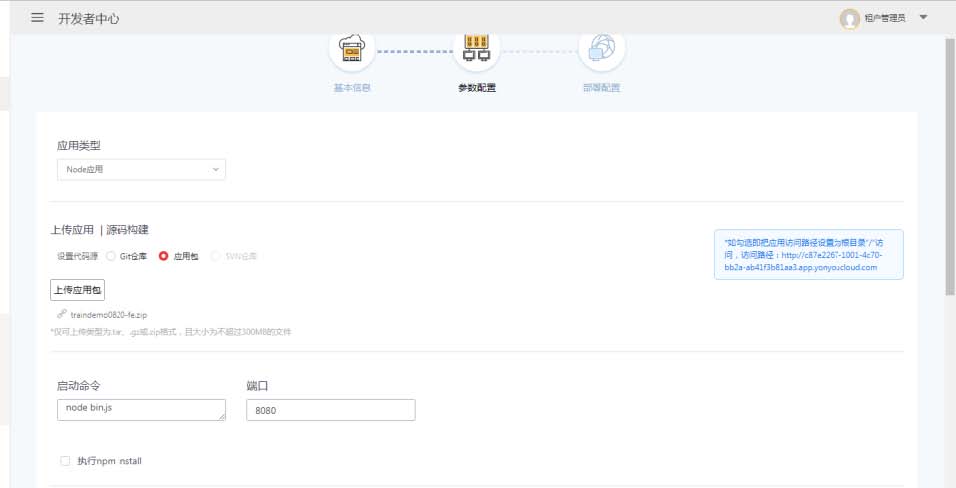 开发者中心
租户管理员
基本信息
参数配置
部署配置
应用类型
Node应用
上传应用 | 源码构建
设置代码源 Git仓库 应用包 SVN仓库
*如勾选即把应用访问路径设置为根目录"/"访
问，访问路径：http://c87e2267-1001-4c70-
bb2a-ab41f3b81aa3.app.yonyoucloud.com
上传应用包
traindemo0820-fe.zip
*仅可上传类型为.tar、.gz或.zip格式，且大小为不超过300MB的文件
启动命令
端口
node bin.js
8080
执行npm nstall